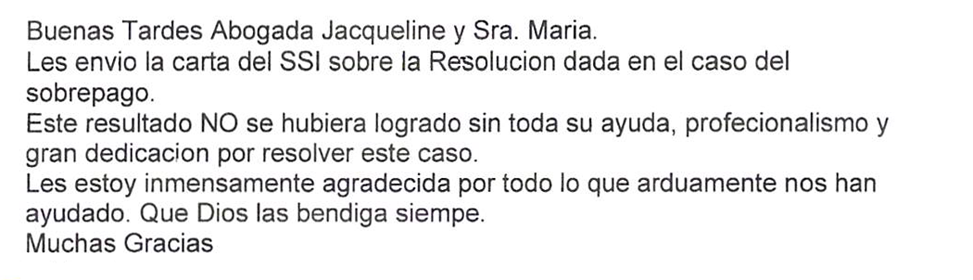 Buenas Tardes Abogada Jacqueline y Sra. Maria.
Les envio la carta del SSI sobre la Resolucion dada en el caso del
sobrepago.
Este resultado NO se hubiera logrado sin toda su ayuda, profecionalismo y
gran dedicacion por resolver este caso.
Les estoy inmensamente agradecida por todo lo que arduamente nos han
ayudado. Que Dios las bendiga siempe.
Muchas Gracias